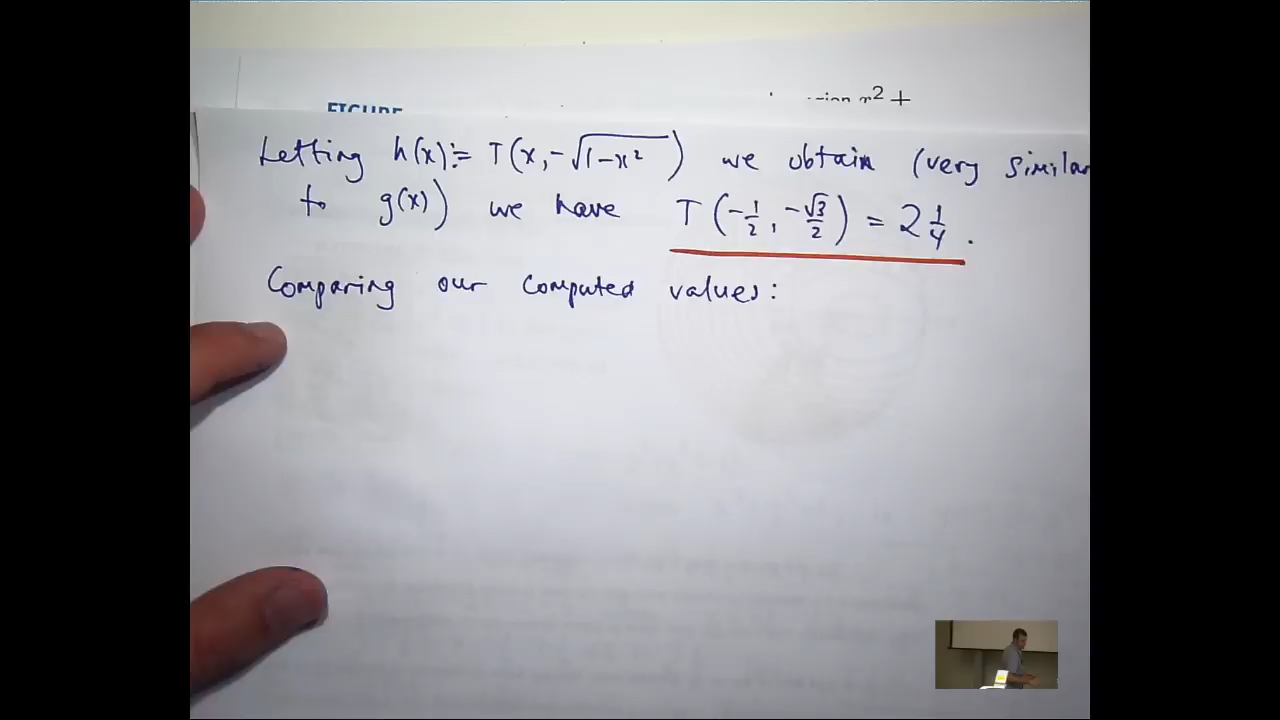 x² +
Letting h(x) := T(x, -√(1-x²)) we obtain (very similar
to g(x)) we have T(-1/2, -√3/2) = 2 1/4 .
Comparing our computed values: